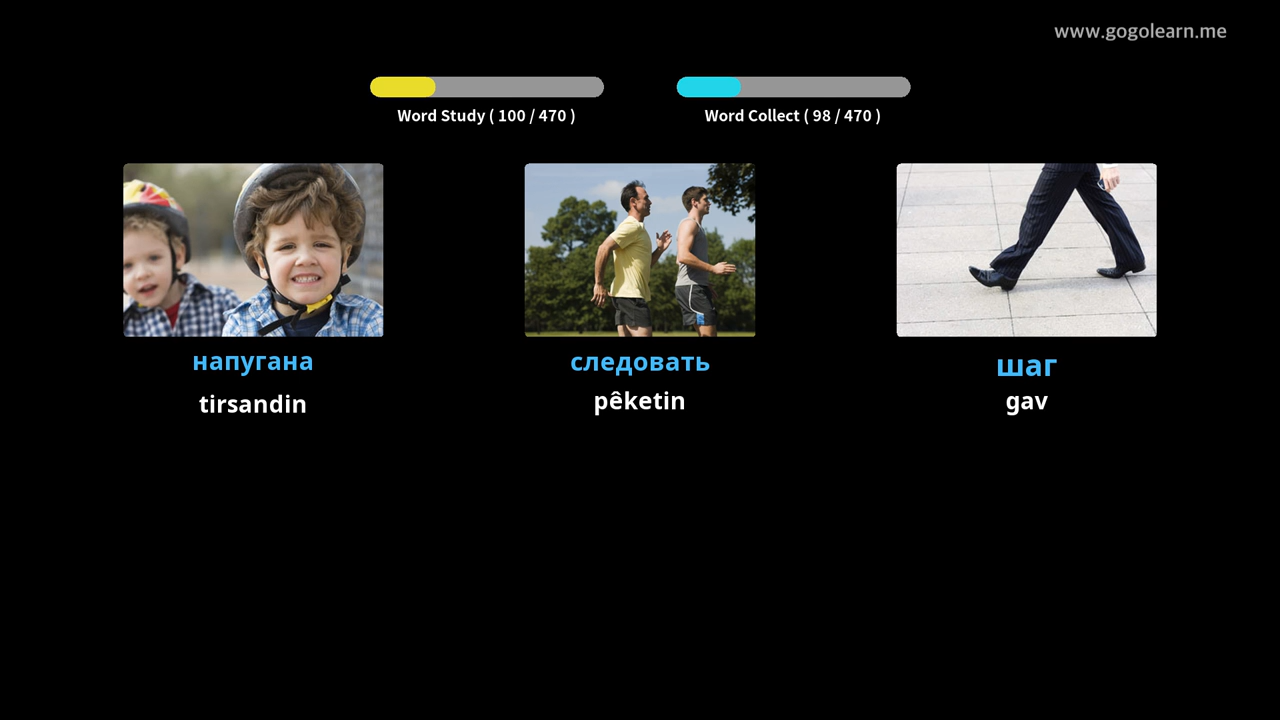 www.gogolearn.me
Word Study ( 100 / 470 )
Word Collect ( 98 / 470 )
напугана
tirsandin
следовать
pêketin
шаг
gav